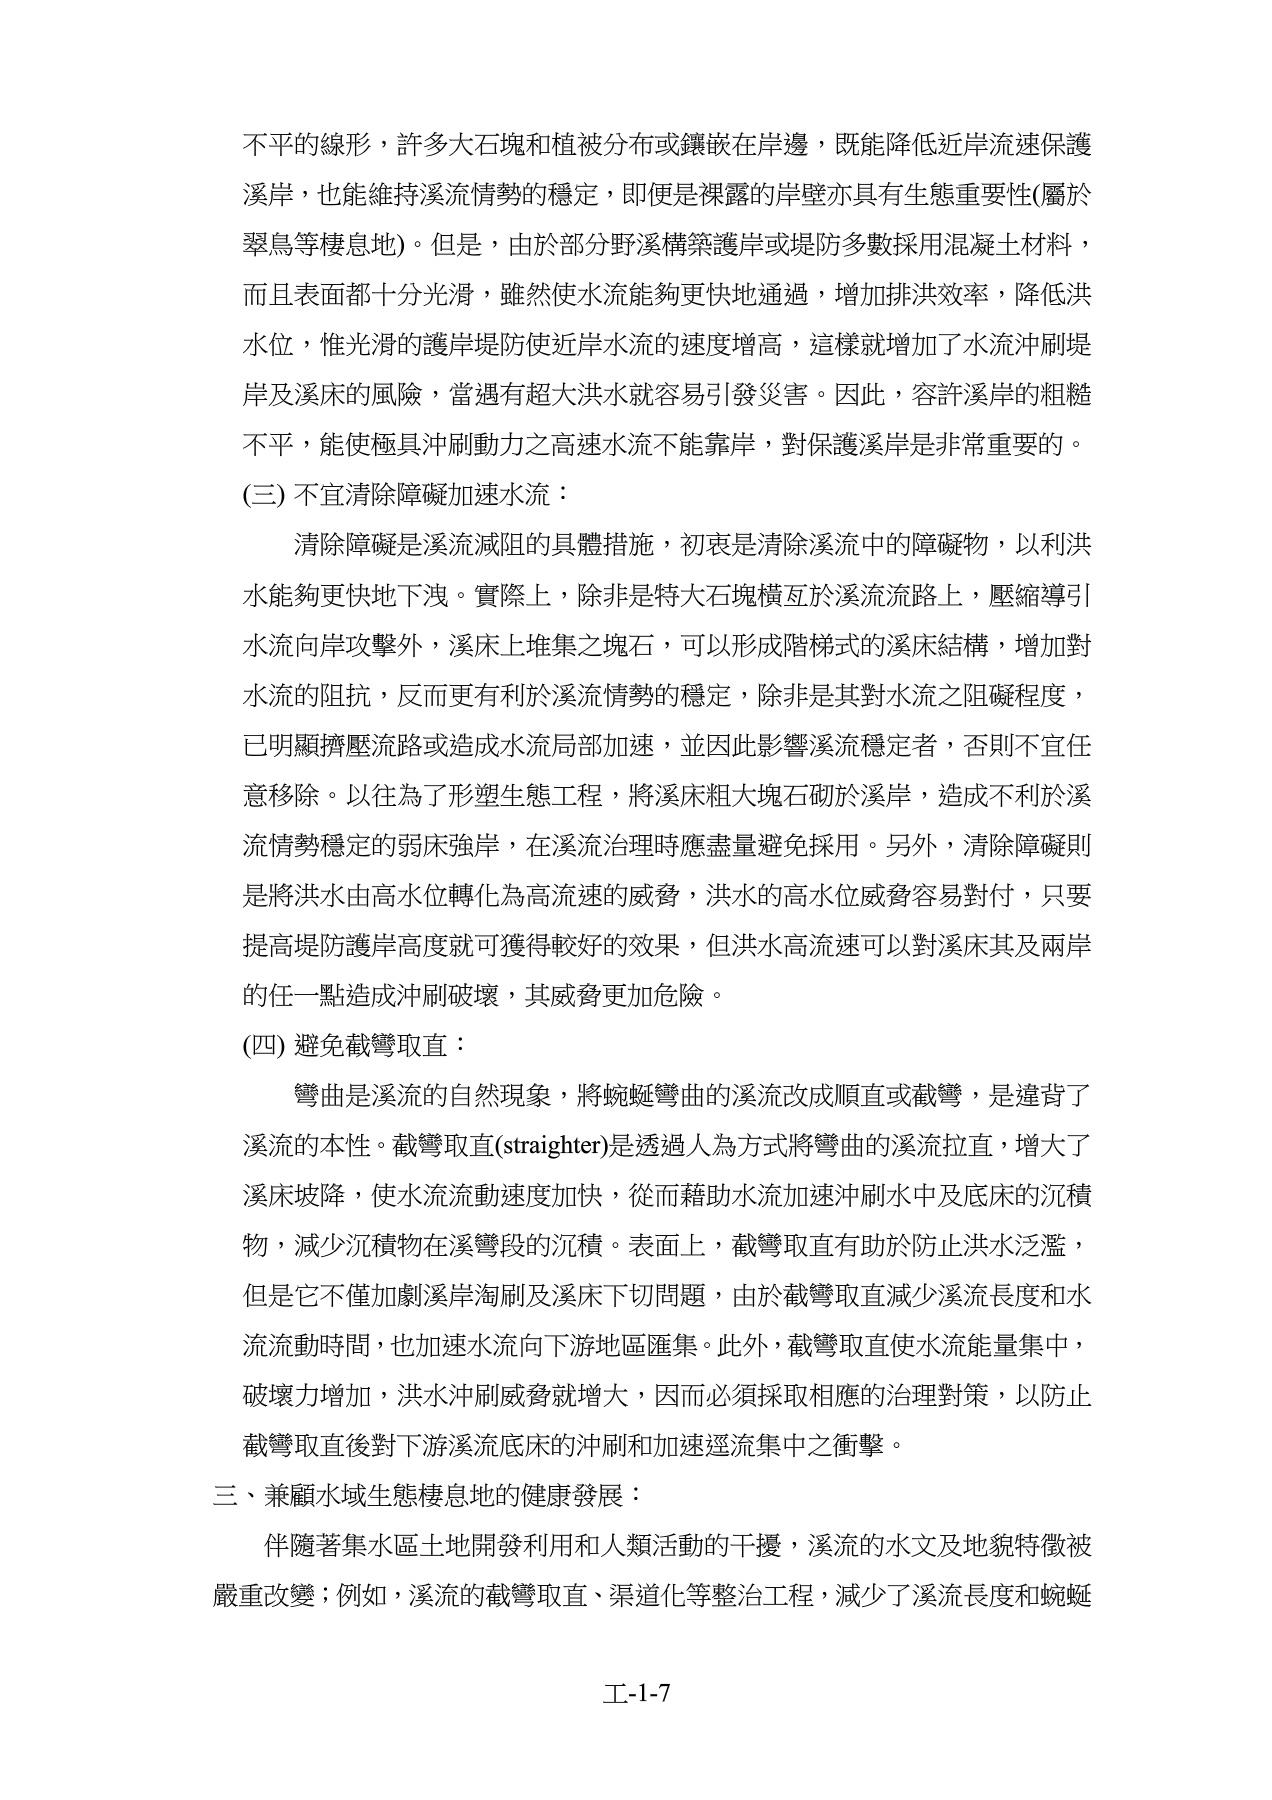 不平的線形，許多大石塊和植被分布或鑲嵌在岸邊，既能降低近岸流速保護
溪岸，也能維持溪流情勢的穩定，即便是裸露的岸壁亦具有生態重要性(屬於
翠鳥等棲息地)。但是，由於部分野溪構築護岸或堤防多數採用混凝土材料，
而且表面都十分光滑，雖然使水流能夠更快地通過，增加排洪效率，降低洪
水位，惟光滑的護岸堤防使近岸水流的速度增高，這樣就增加了水流沖刷堤
岸及溪床的風險，當遇有超大洪水就容易引發災害。因此，容許溪岸的粗糙
不平，能使極具沖刷動力之高速水流不能靠岸，對保護溪岸是非常重要的。
(三) 不宜清除障礙加速水流：
清除障礙是溪流減阻的具體措施，初衷是清除溪流中的障礙物，以利洪
水能夠更快地下洩。實際上，除非是特大石塊橫亙於溪流流路上，壓縮導引
水流向岸攻擊外，溪床上堆集之塊石，可以形成階梯式的溪床結構，增加對
水流的阻抗，反而更有利於溪流情勢的穩定，除非是其對水流之阻礙程度，
已明顯擠壓流路或造成水流局部加速，並因此影響溪流穩定者，否則不宜任
意移除。以往為了形塑生態工程，將溪床粗大塊石砌於溪岸，造成不利於溪
流情勢穩定的弱床強岸，在溪流治理時應盡量避免採用。另外，清除障礙則
是將洪水由高水位轉化為高流速的威脅，洪水的高水位威脅容易對付，只要
提高堤防護岸高度就可獲得較好的效果，但洪水高流速可以對溪床其及兩岸
的任一點造成沖刷破壞，其威脅更加危險。
(四) 避免截彎取直：
彎曲是溪流的自然現象，將蜿蜒彎曲的溪流改成順直或截彎，是違背了
溪流的本性。截彎取直(straighter)是透過人為方式將彎曲的溪流拉直，增大了
溪床坡降，使水流流動速度加快，從而藉助水流加速沖刷水中及底床的沉積
物，減少沉積物在溪彎段的沉積。表面上，截彎取直有助於防止洪水泛濫，
但是它不僅加劇溪岸淘刷及溪床下切問題，由於截彎取直減少溪流長度和水
流流動時間，也加速水流向下游地區匯集。此外，截彎取直使水流能量集中，
破壞力增加，洪水沖刷威脅就增大，因而必須採取相應的治理對策，以防止
截彎取直後對下游溪流底床的沖刷和加速逕流集中之衝擊。
三、兼顧水域生態棲息地的健康發展：
伴隨著集水區土地開發利用和人類活動的干擾，溪流的水文及地貌特徵被
嚴重改變；例如，溪流的截彎取直、渠道化等整治工程，減少了溪流長度和蜿蜒
工-1-7